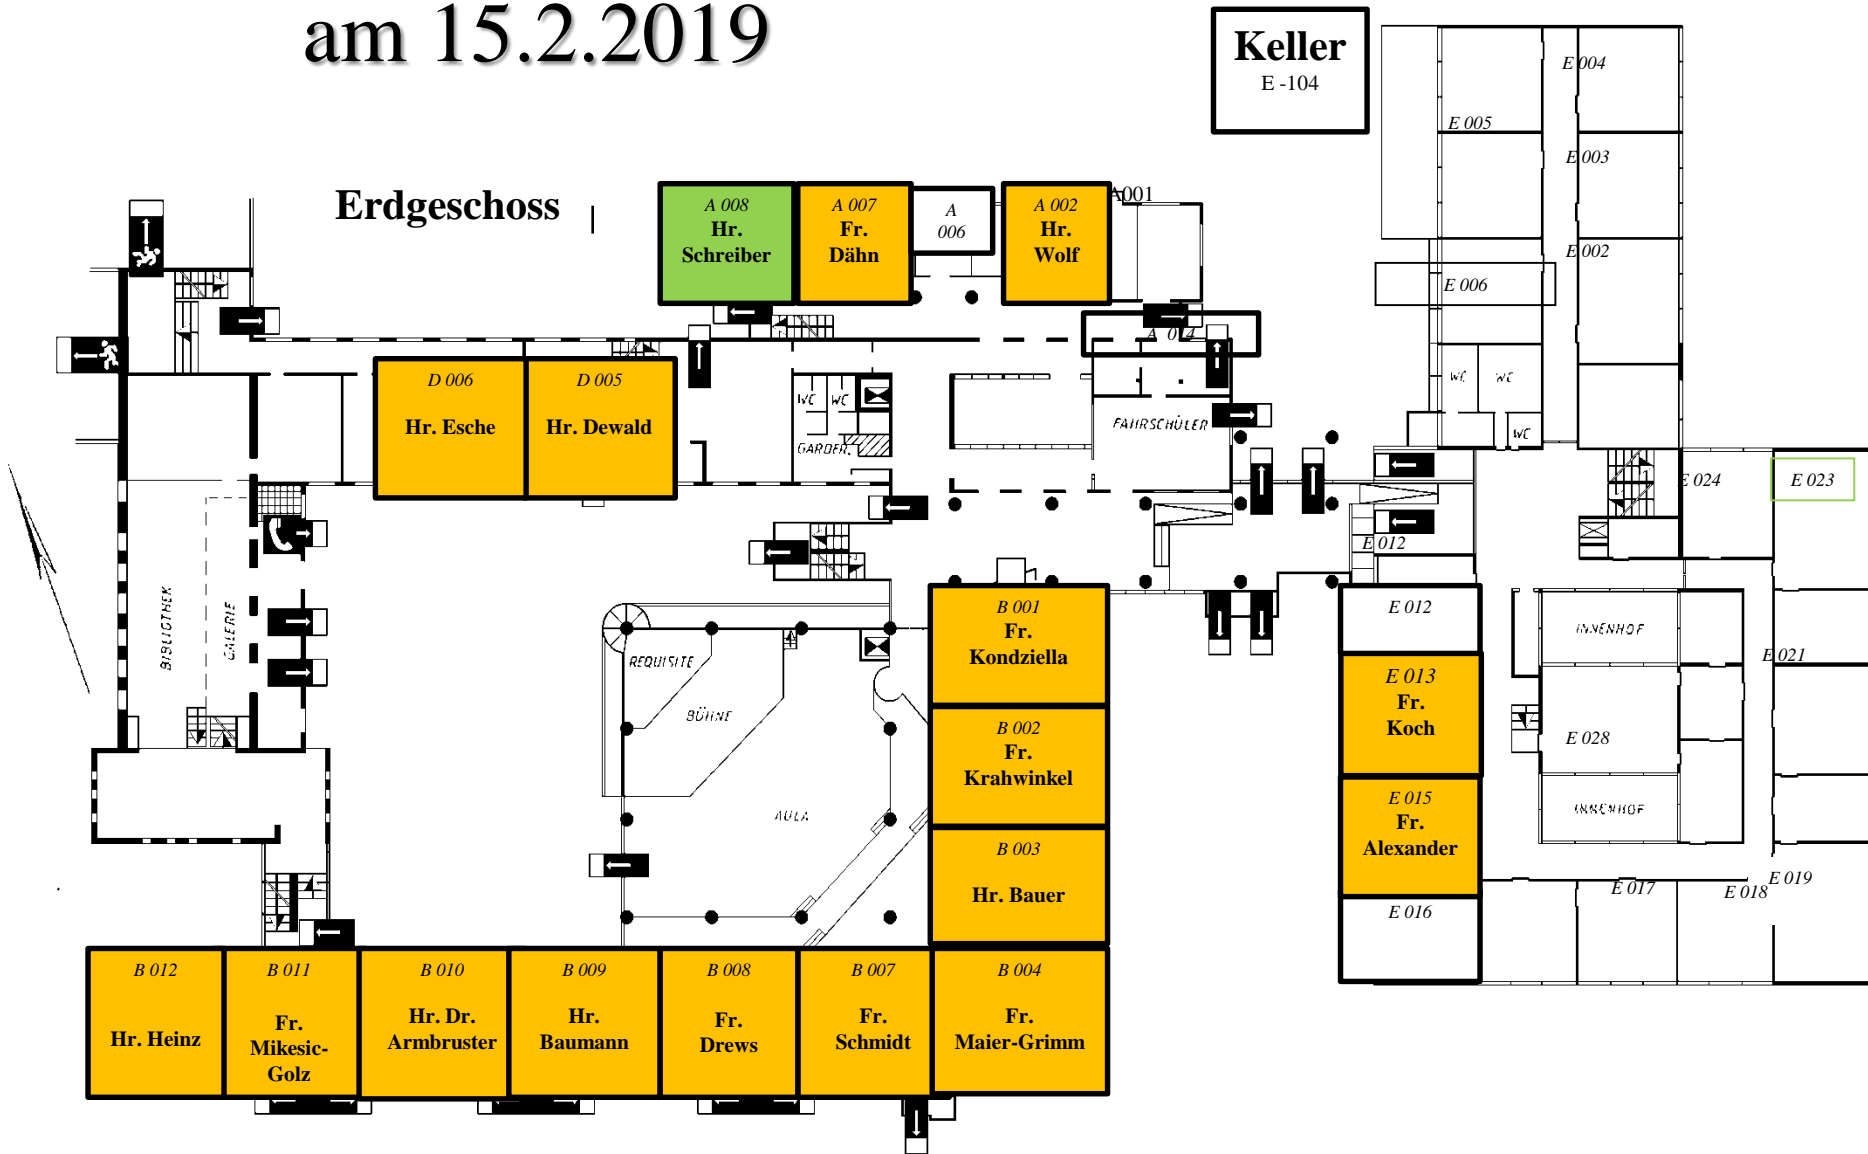 am 15.2.2019
Keller
E -104
E 004
E 005
E 003
Erdgeschoss
A 008
Hr.
Schreiber
A 007
Fr.
Dähn
A
006
A 002
Hr.
Wolf
A001
E 002
E 006
A 014
D 006
Hr. Esche
D 005
Hr. Dewald
WC
WC
GARDER.
FAHRSCHÜLER
WC
WC
WC
E 024
E 023
E 012
BIBLIOTHEK
GALERIE
REQUISITE
BÜHNE
AULA
B 001
Fr.
Kondziella
B 002
Fr.
Krahwinkel
B 003
Hr. Bauer
E 012
E 013
Fr.
Koch
E 015
Fr.
Alexander
E 016
INNENHOF
E 021
E 028
INNENHOF
E 017
E 018
E 019
B 012
Hr. Heinz
B 011
Fr.
Mikesic-
Golz
B 010
Hr. Dr.
Armbruster
B 009
Hr.
Baumann
B 008
Fr.
Drews
B 007
Fr.
Schmidt
B 004
Fr.
Maier-Grimm